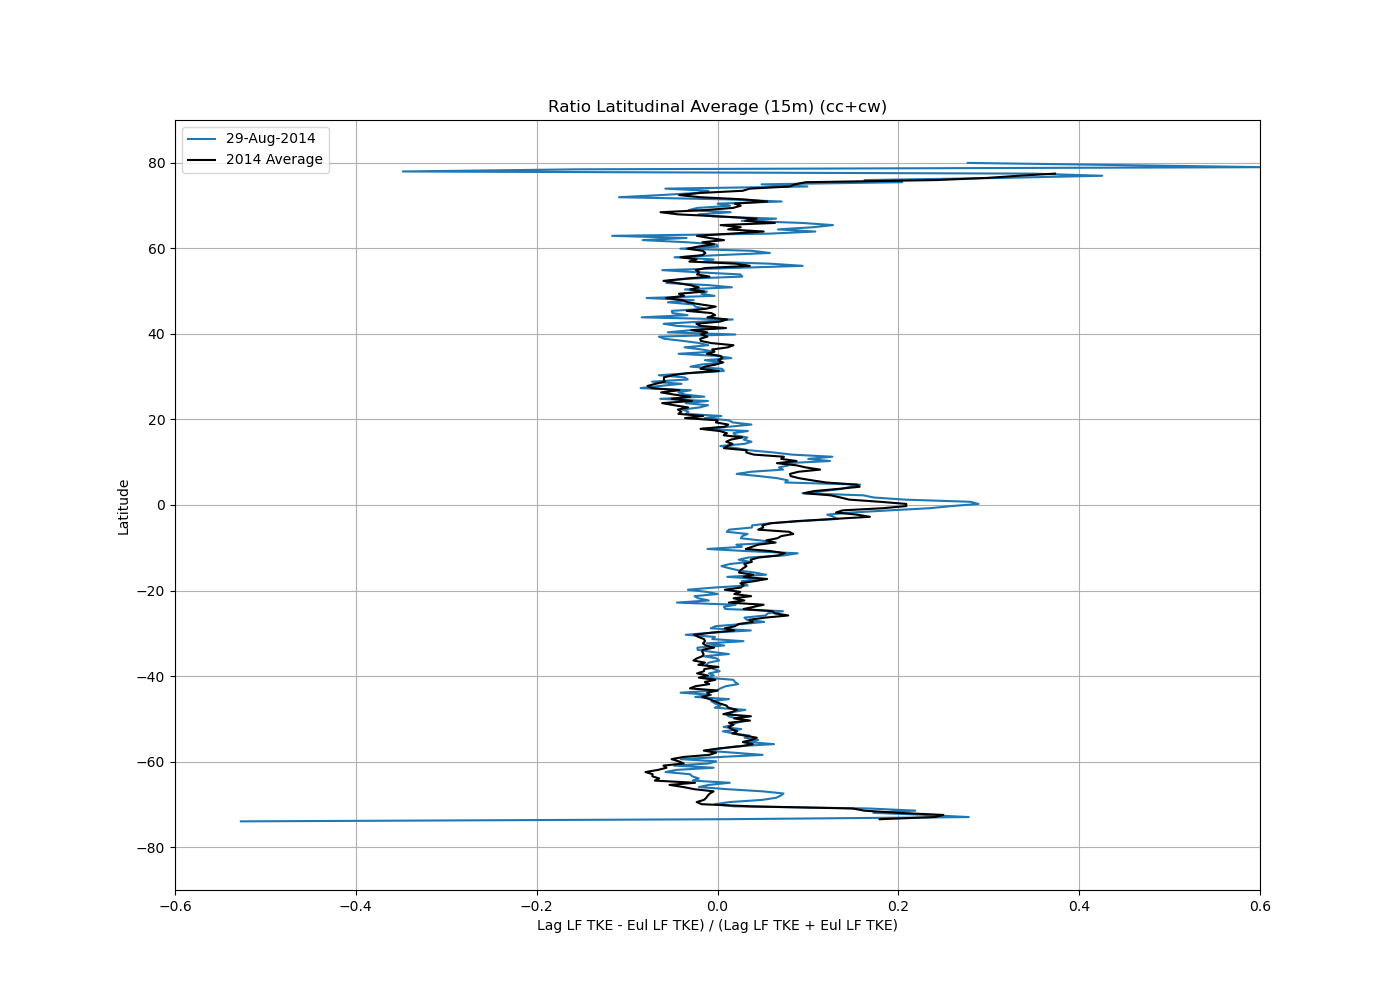 Ratio Latitudinal Average (15m) (cc+cw)
29-Aug-2014
2014 Average
80
60
40
20
0
−20
−40
−60
−80
Latitude
−0.6 −0.4 −0.2 0.0 0.2 0.4 0.6
Lag LF TKE - Eul LF TKE) / (Lag LF TKE + Eul LF TKE)